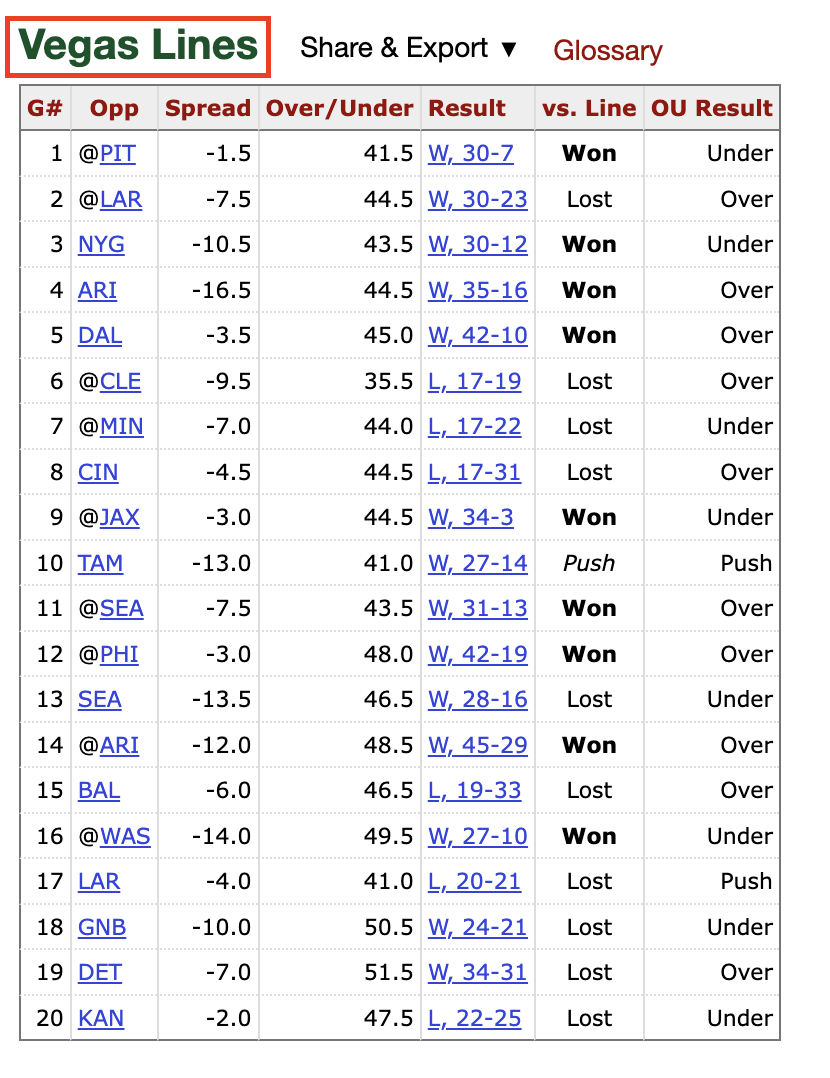 Vegas Lines Share & Export ▼ Glossary
G# Opp Spread Over/Under Result vs. Line OU Result
1 @PIT -1.5 41.5 W, 30-7 Won Under
2 @LAR -7.5 44.5 W, 30-23 Lost Over
3 NYG -10.5 43.5 W, 30-12 Won Under
4 ARI -16.5 44.5 W, 35-16 Won Over
5 DAL -3.5 45.0 W, 42-10 Won Over
6 @CLE -9.5 35.5 L, 17-19 Lost Over
7 @MIN -7.0 44.0 L, 17-22 Lost Under
8 CIN -4.5 44.5 L, 17-31 Lost Over
9 @JAX -3.0 44.5 W, 34-3 Won Under
10 TAM -13.0 41.0 W, 27-14 Push Push
11 @SEA -7.5 43.5 W, 31-13 Won Over
12 @PHI -3.0 48.0 W, 42-19 Won Over
13 SEA -13.5 46.5 W, 28-16 Lost Under
14 @ARI -12.0 48.5 W, 45-29 Won Over
15 BAL -6.0 46.5 L, 19-33 Lost Over
16 @WAS -14.0 49.5 W, 27-10 Won Under
17 LAR -4.0 41.0 L, 20-21 Lost Push
18 GNB -10.0 50.5 W, 24-21 Lost Under
19 DET -7.0 51.5 W, 34-31 Lost Over
20 KAN -2.0 47.5 L, 22-25 Lost Under